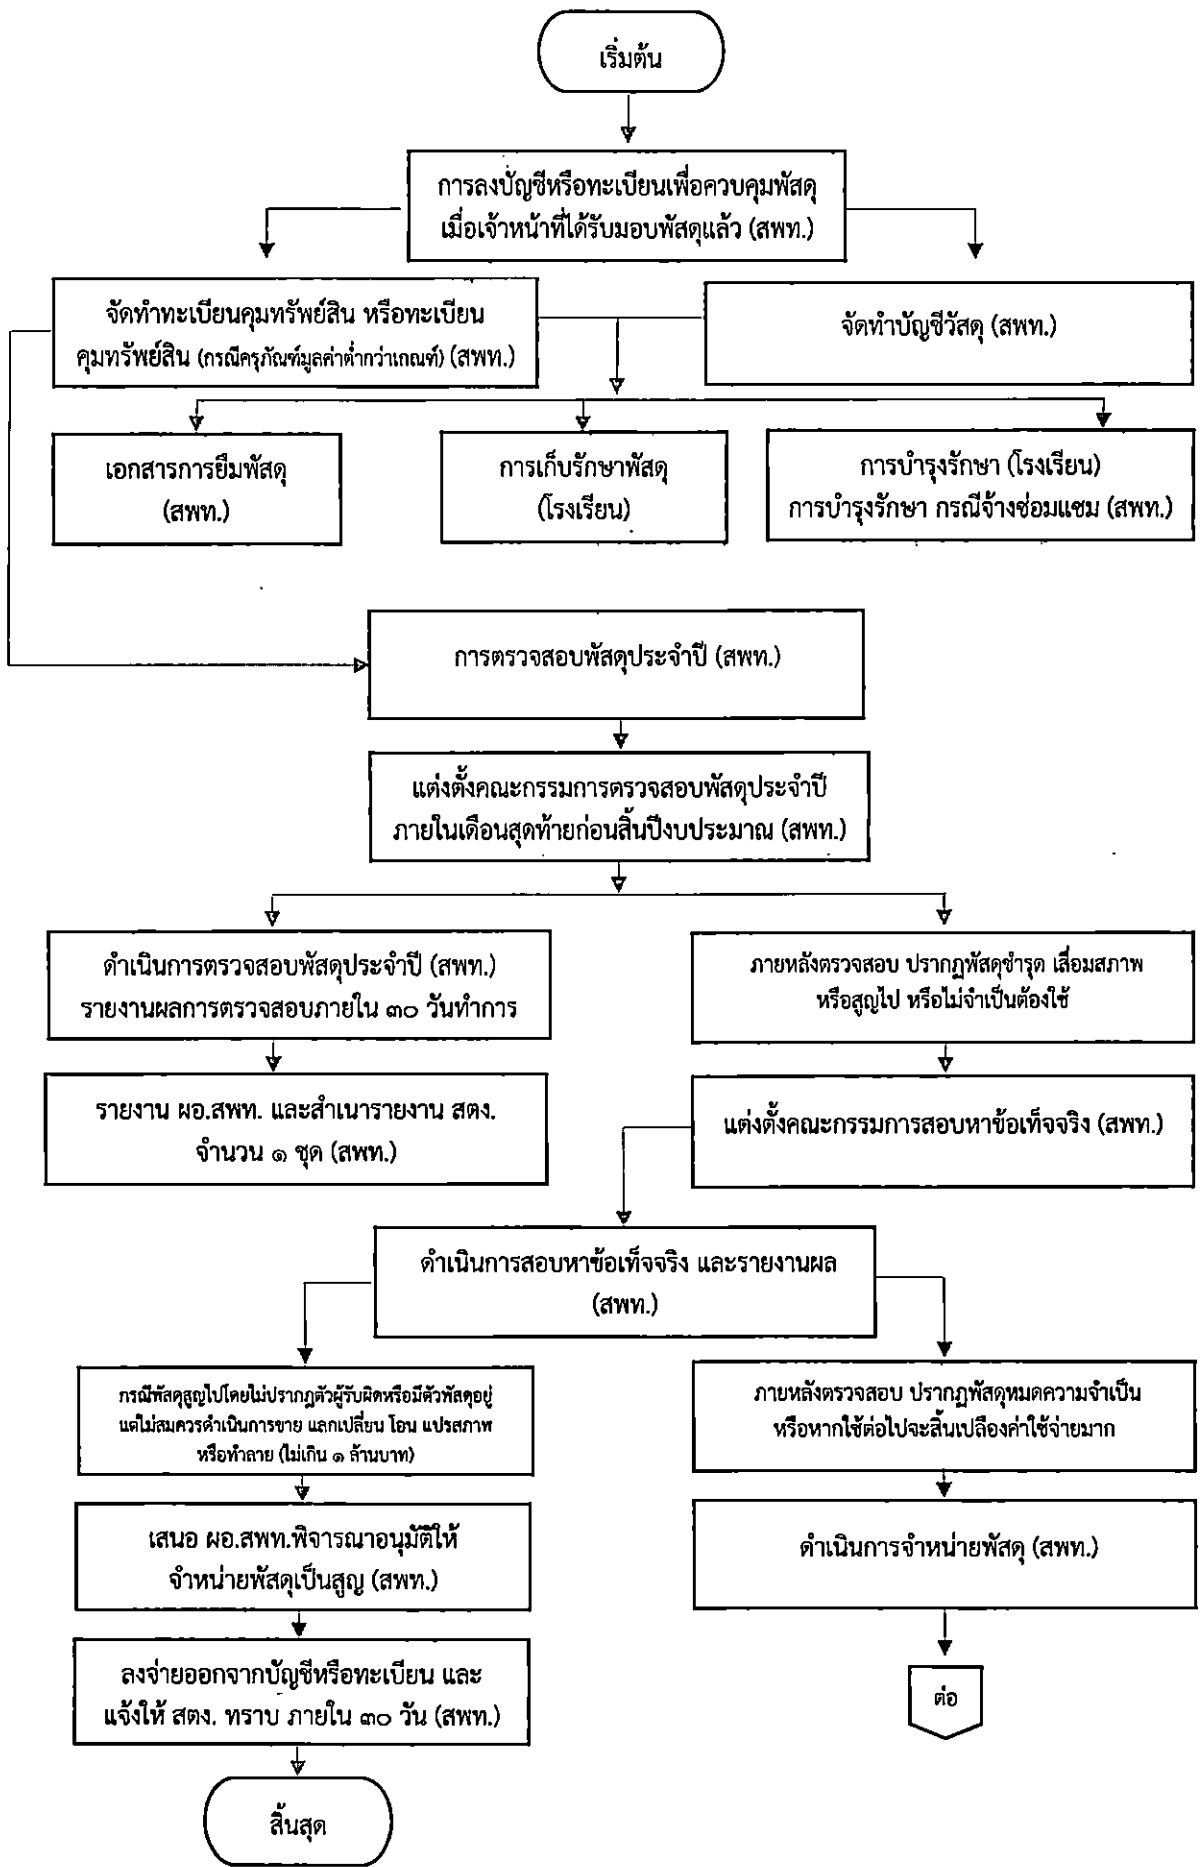 เริ่มต้น
การลงบัญชีหรือทะเบียนเพื่อควบคุมพัสดุ
เมื่อเจ้าหน้าที่ได้รับมอบพัสดุแล้ว (สพท.)
จัดทำทะเบียนคุมทรัพย์สิน หรือทะเบียน
คุมทรัพย์สิน (กรณีครุภัณฑ์มูลค่าต่ำกว่าเกณฑ์) (สพท.)
จัดทำบัญชีวัสดุ (สพท.)
เอกสารการยืมพัสดุ
(สพท.)
การเก็บรักษาพัสดุ
(โรงเรียน)
การบำรุงรักษา (โรงเรียน)
การบำรุงรักษา กรณีจ้างซ่อมแซม (สพท.)
การตรวจสอบพัสดุประจำปี (สพท.)
แต่งตั้งคณะกรรมการตรวจสอบพัสดุประจำปี
ภายในเดือนสุดท้ายก่อนสิ้นปีงบประมาณ (สพท.)
ดำเนินการตรวจสอบพัสดุประจำปี (สพท.)
รายงานผลการตรวจสอบภายใน ๓๐ วันทำการ
ภายหลังตรวจสอบ ปรากฏพัสดุชำรุด เสื่อมสภาพ
หรือสูญไป หรือไม่จำเป็นต้องใช้
รายงาน ผอ.สพท. และสำเนารายงาน สตง.
จำนวน ๑ ชุด (สพท.)
แต่งตั้งคณะกรรมการสอบหาข้อเท็จจริง (สพท.)
ดำเนินการสอบหาข้อเท็จจริง และรายงานผล
(สพท.)
กรณีพัสดุสูญไปโดยไม่ปรากฏตัวผู้รับผิดหรือมีตัวพัสดุอยู่
แต่ไม่สมควรดำเนินการขาย แลกเปลี่ยน โอน แปรสภาพ
หรือทำลาย (ไม่เกิน ๑ ล้านบาท)
ภายหลังตรวจสอบ ปรากฏพัสดุหมดความจำเป็น
หรือหากใช้ต่อไปจะสิ้นเปลืองค่าใช้จ่ายมาก
เสนอ ผอ.สพท.พิจารณาอนุมัติให้
จำหน่ายพัสดุเป็นสูญ (สพท.)
ดำเนินการจำหน่ายพัสดุ (สพท.)
ลงจ่ายออกจากบัญชีหรือทะเบียน และ
แจ้งให้ สตง. ทราบ ภายใน ๓๐ วัน (สพท.)
ต่อ
สิ้นสุด